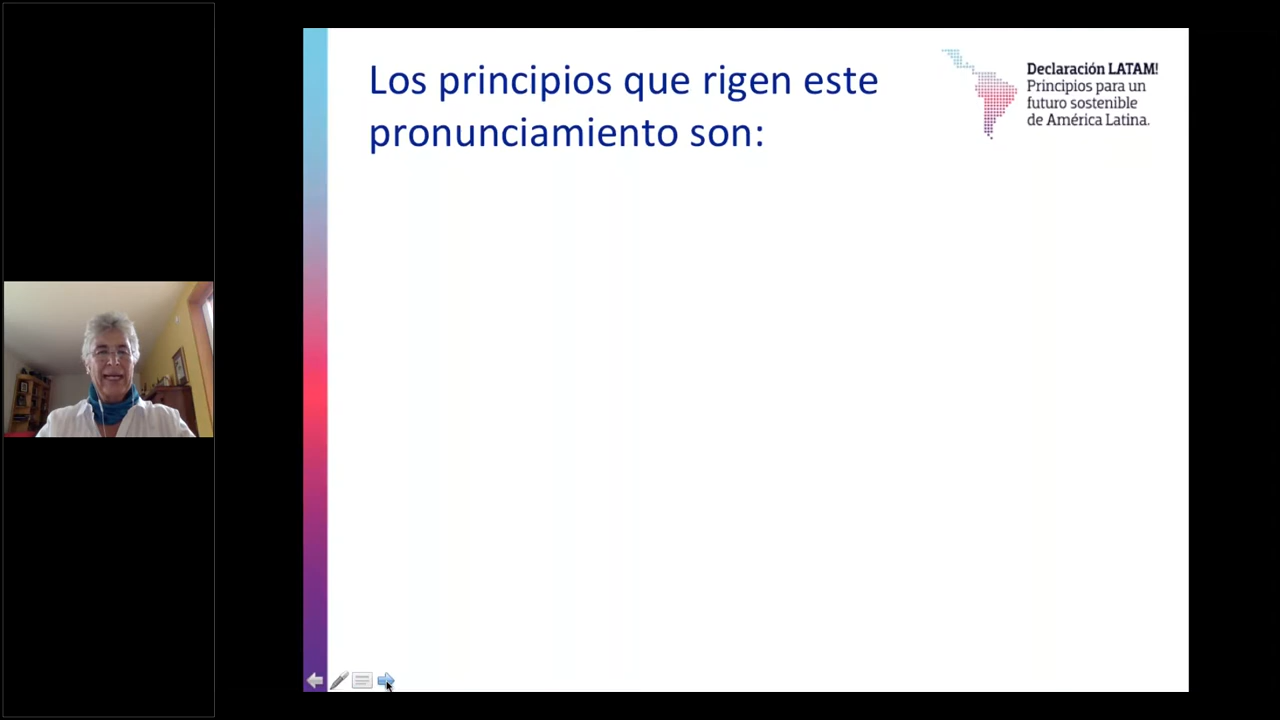 Los principios que rigen este
pronunciamiento son:
Declaración LATAM!
Principios para un
futuro sostenible
de América Latina.